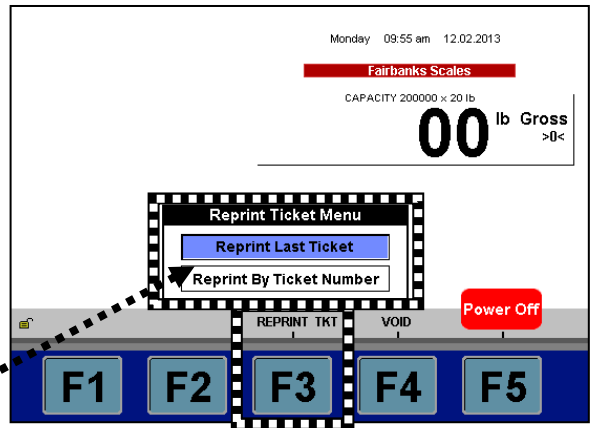 Monday 09:55 am 12.02.2013
Fairbanks Scales
CAPACITY 200000 x 20 lb
00 lb Gross
>0<
Reprint Ticket Menu
Reprint Last Ticket
Reprint By Ticket Number
Power Off
REPRINT TKT VOID
F1 F2 F3 F4 F5